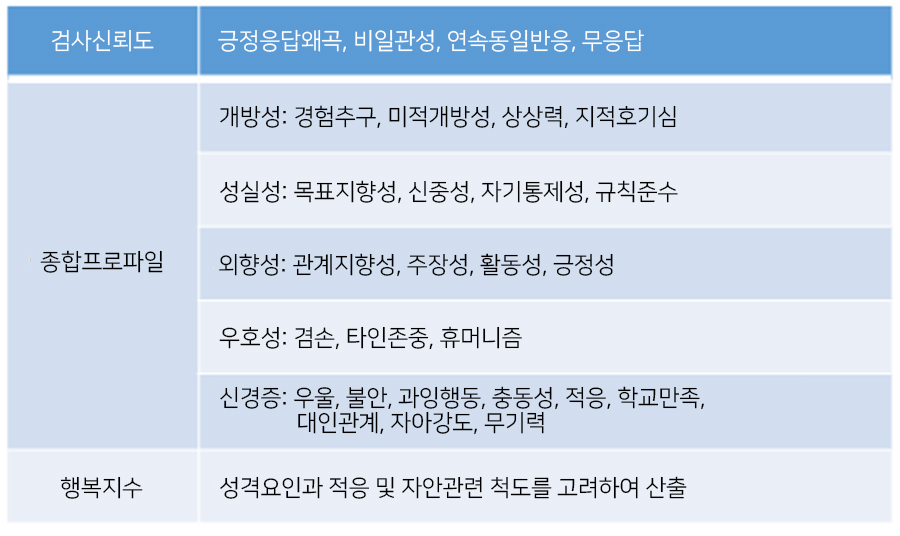 검사신뢰도
긍정응답왜곡, 비일관성, 연속동일반응, 무응답
종합프로파일
개방성: 경험추구, 미적개방성, 상상력, 지적호기심
성실성: 목표지향성, 신중성, 자기통제성, 규칙준수
외향성: 관계지향성, 주장성, 활동성, 긍정성
우호성: 겸손, 타인존중, 휴머니즘
신경증: 우울, 불안, 과잉행동, 충동성, 적응, 학교만족,
대인관계, 자아강도, 무기력
행복지수
성격요인과 적응 및 자안관련 척도를 고려하여 산출